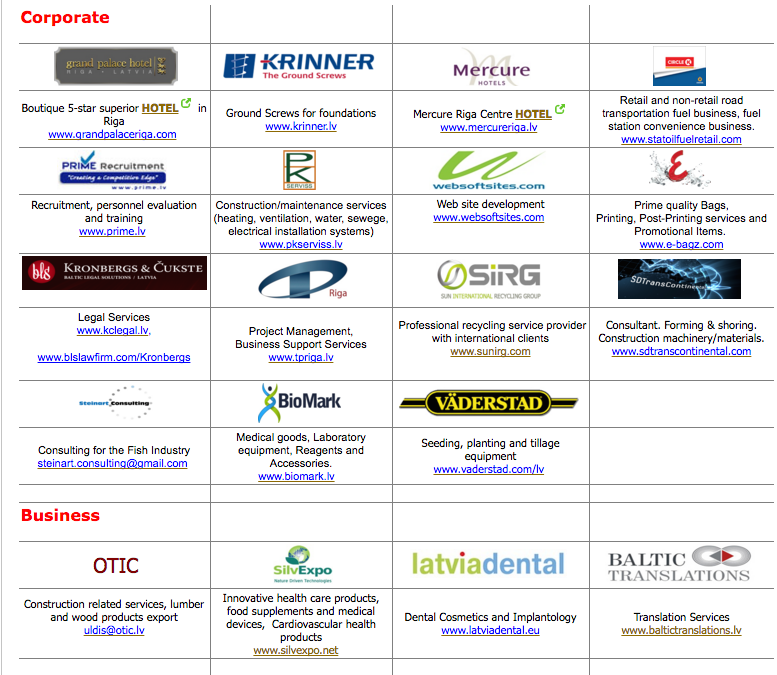 Corporate
grand palace hotel
RIGA · LATVIA
KRINNER
The Ground Screws
Mercure
HOTELS
CIRCLE K
Boutique 5-star superior HOTEL in
Riga
www.grandpalaceriga.com
Ground Screws for foundations
www.krinner.lv
Mercure Riga Centre HOTEL
www.mercureriga.lv
Retail and non-retail road
transportation fuel business, fuel
station convenience business.
www.statoilfuelretail.com
PRIME Recruitment
"Creating a Competitive Edge"
www.prime.lv
PK
SERVISS
websoftsites.com
Recruitment, personnel evaluation
and training
www.prime.lv
Construction/maintenance services
(heating, ventilation, water, sewege,
electrical installation systems)
www.pkserviss.lv
Web site development
www.websoftsites.com
Prime quality Bags,
Printing, Post-Printing services and
Promotional Items.
www.e-bagz.com
bls
KRONBERGS & ČUKSTE
BALTIC LEGAL SOLUTIONS / LATVIA
Riga
SIRG
SUN INTERNATIONAL RECYCLING GROUP
SDTransContinental
Legal Services
www.kclegal.lv,
www.blslawfirm.com/Kronbergs
Project Management,
Business Support Services
www.tpriga.lv
Professional recycling service provider
with international clients
www.sunirg.com
Consultant. Forming & shoring.
Construction machinery/materials.
www.sdtranscontinental.com
Steinart Consulting
BioMark
VÄDERSTAD
Consulting for the Fish Industry
steinart.consulting@gmail.com
Medical goods, Laboratory
equipment, Reagents and
Accessories.
www.biomark.lv
Seeding, planting and tillage
equipment
www.vaderstad.com/lv
Business
OTIC
SilvExpo
Nature Driven Technologies
latviadental
BALTIC
TRANSLATIONS
Construction related services, lumber
and wood products export
uldis@otic.lv
Innovative health care products,
food supplements and medical
devices, Cardiovascular health
products
www.silvexpo.net
Dental Cosmetics and Implantology
www.latviadental.eu
Translation Services
www.baltictranslations.lv